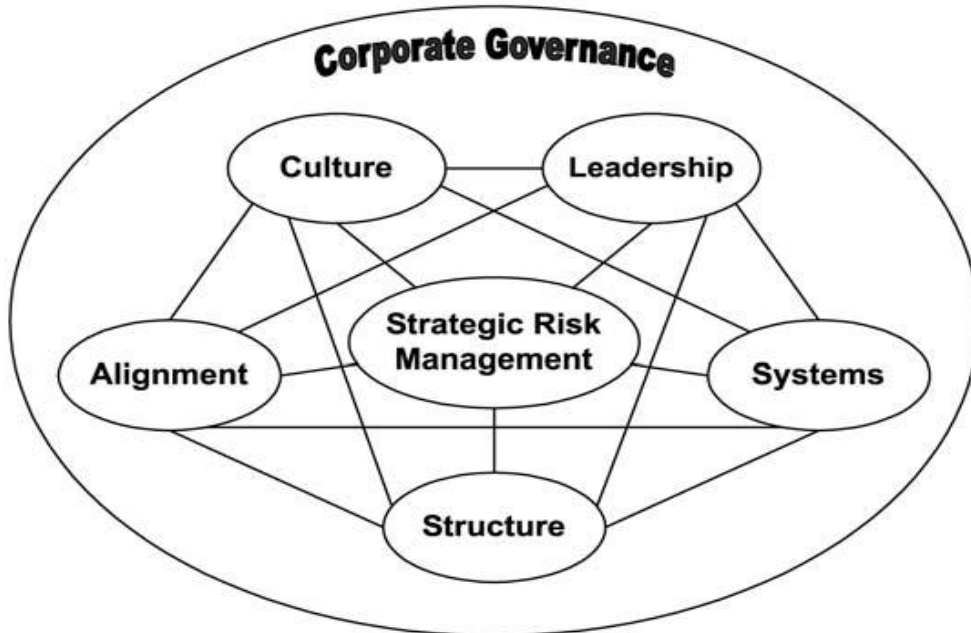 Corporate Governance
Culture
Leadership
Strategic Risk
Management
Alignment
Systems
Structure